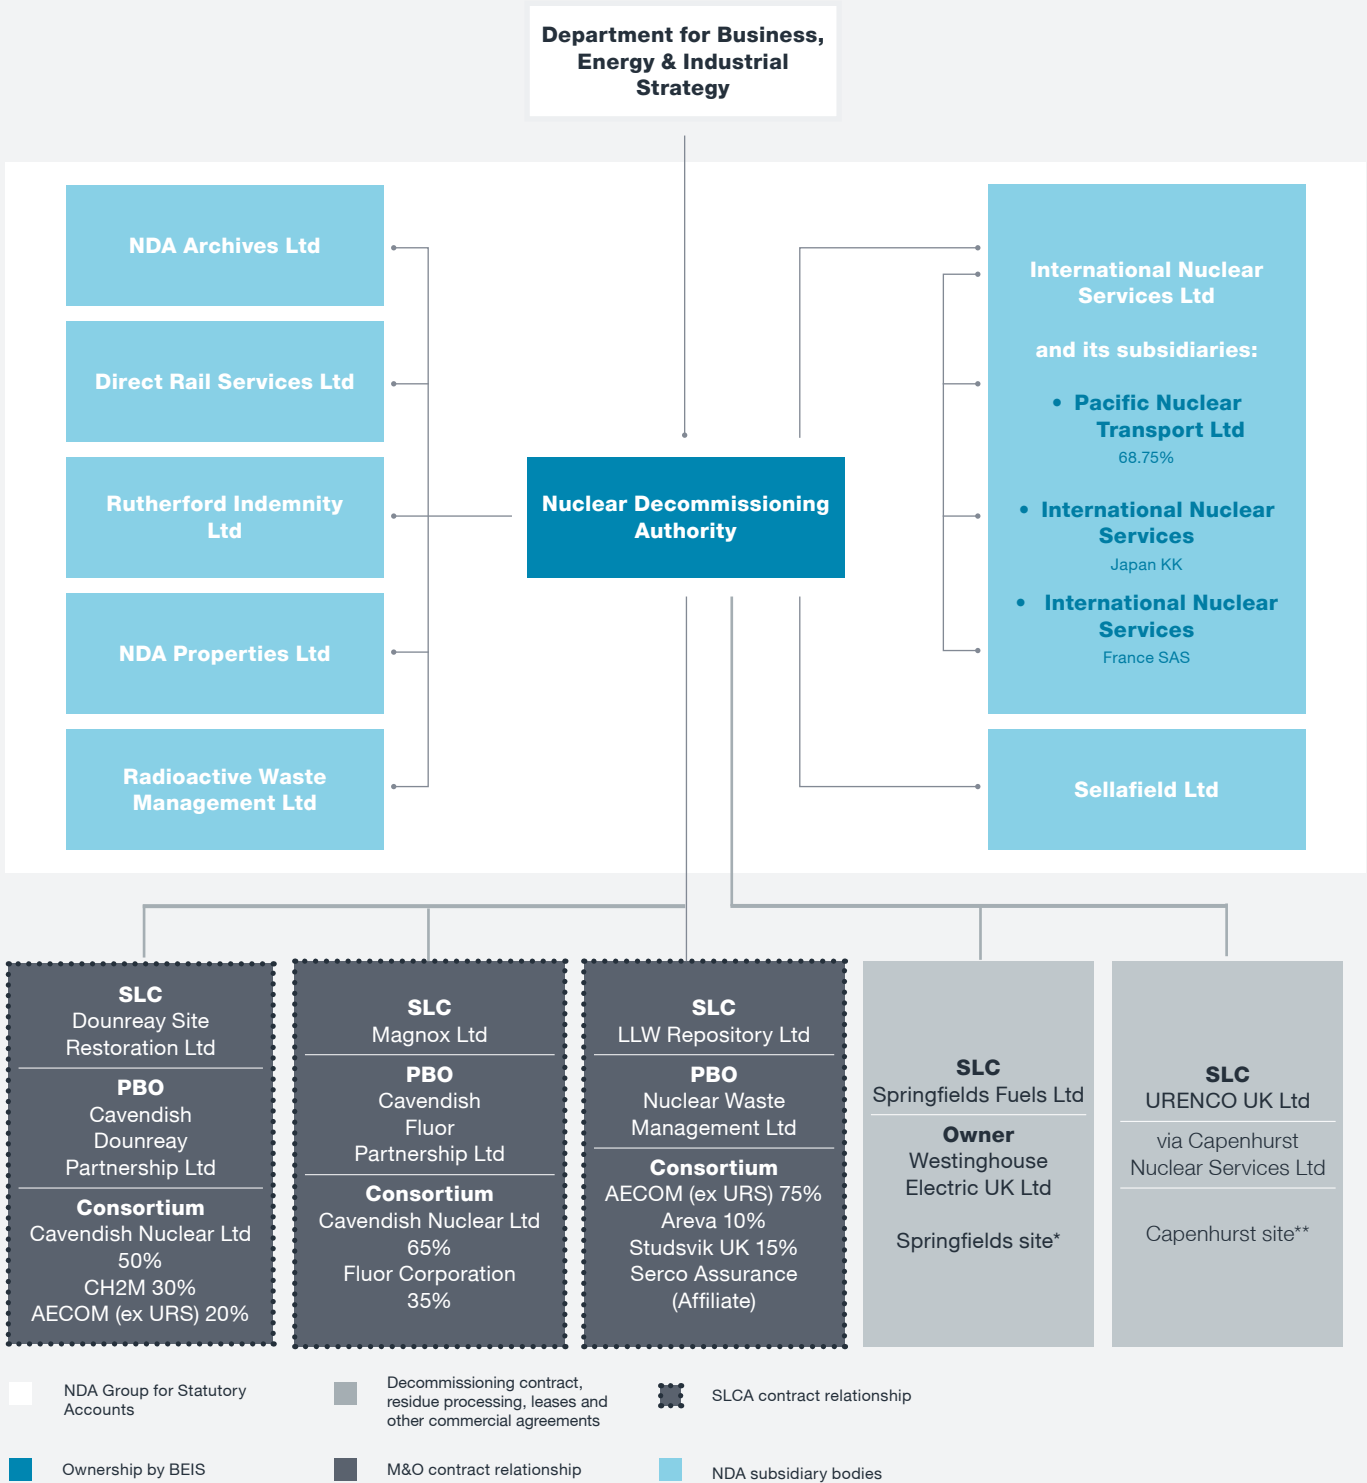 Department for Business,
Energy & Industrial
Strategy
NDA Archives Ltd
Direct Rail Services Ltd
Rutherford Indemnity
Ltd
NDA Properties Ltd
Radioactive Waste
Management Ltd
Nuclear Decommissioning
Authority
International Nuclear
Services Ltd
and its subsidiaries:
• Pacific Nuclear
Transport Ltd
68.75%
• International Nuclear
Services
Japan KK
• International Nuclear
Services
France SAS
Sellafield Ltd
SLC
Dounreay Site
Restoration Ltd
PBO
Cavendish
Dounreay
Partnership Ltd
Consortium
Cavendish Nuclear Ltd
50%
CH2M 30%
AECOM (ex URS) 20%
SLC
Magnox Ltd
PBO
Cavendish
Fluor
Partnership Ltd
Consortium
Cavendish Nuclear Ltd
65%
Fluor Corporation
35%
SLC
LLW Repository Ltd
PBO
Nuclear Waste
Management Ltd
Consortium
AECOM (ex URS) 75%
Areva 10%
Studsvik UK 15%
Serco Assurance
(Affiliate)
SLC
Springfields Fuels Ltd
Owner
Westinghouse
Electric UK Ltd
Springfields site*
SLC
URENCO UK Ltd
via Capenhurst
Nuclear Services Ltd
Capenhurst site**
NDA Group for Statutory
Accounts
Decommissioning contract,
residue processing, leases and
other commercial agreements
SLCA contract relationship
Ownership by BEIS
M&O contract relationship
NDA subsidiary bodies